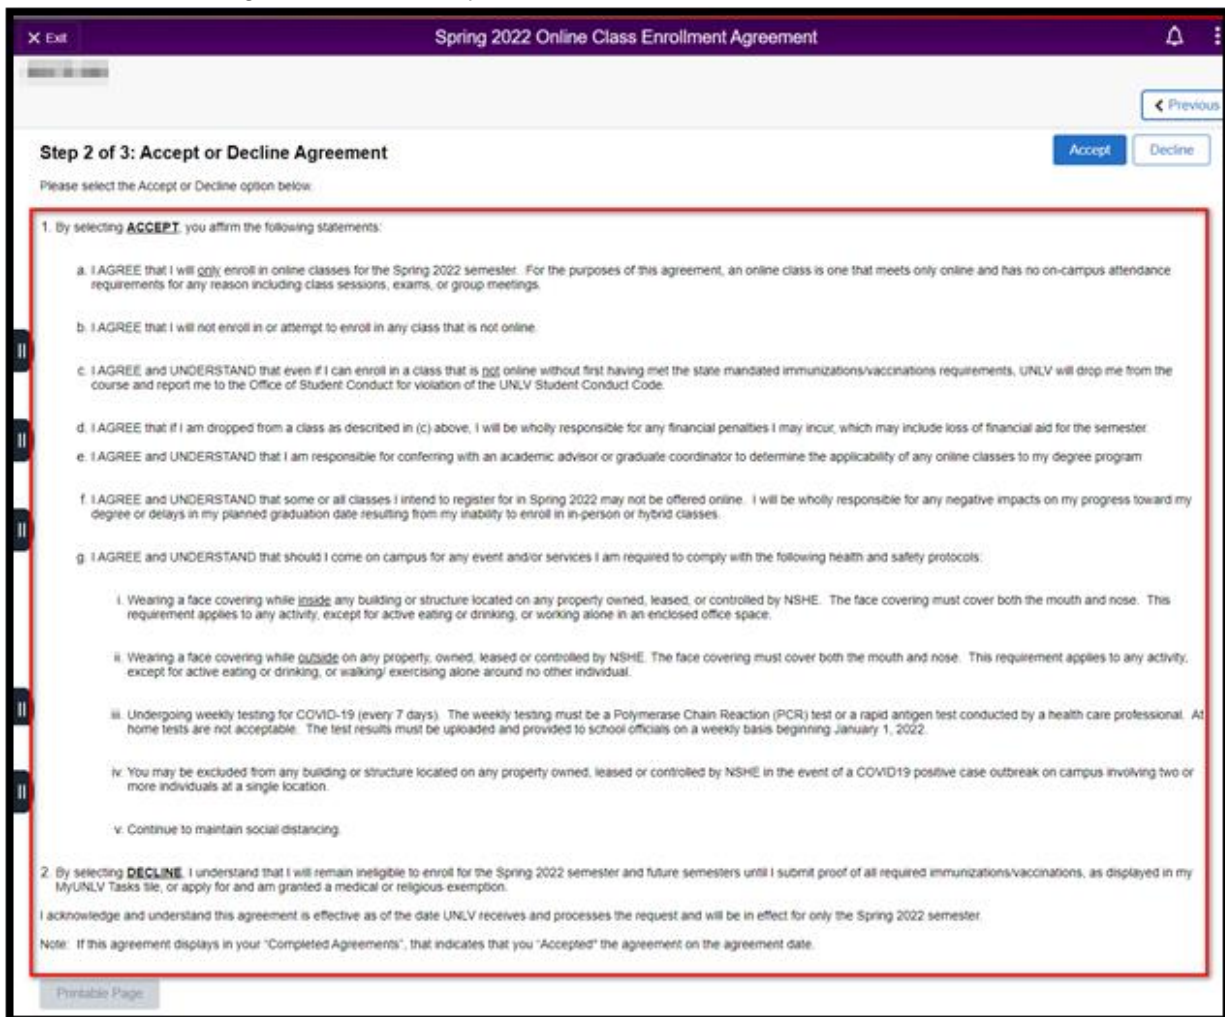 X Exit
Spring 2022 Online Class Enrollment Agreement
Previous
Step 2 of 3: Accept or Decline Agreement
Accept
Decline
Please select the Accept or Decline option below.
1. By selecting ACCEPT, you affirm the following statements:
a. I AGREE that I will only enroll in online classes for the Spring 2022 semester. For the purposes of this agreement, an online class is one that meets only online and has no on-campus attendance
requirements for any reason including class sessions, exams, or group meetings.
b. I AGREE that I will not enroll in or attempt to enroll in any class that is not online.
c. I AGREE and UNDERSTAND that even if I can enroll in a class that is not online without first having met the state mandated immunizations/vaccinations requirements, UNLV will drop me from the
course and report me to the Office of Student Conduct for violation of the UNLV Student Conduct Code.
d. I AGREE that if I am dropped from a class as described in (c) above, I will be wholly responsible for any financial penalties I may incur, which may include loss of financial aid for the semester.
e. I AGREE and UNDERSTAND that I am responsible for conferring with an academic advisor or graduate coordinator to determine the applicability of any online classes to my degree program.
f. I AGREE and UNDERSTAND that some or all classes I intend to register for in Spring 2022 may not be offered online. I will be wholly responsible for any negative impacts on my progress toward my
degree or delays in my planned graduation date resulting from my inability to enroll in in-person or hybrid classes.
g. I AGREE and UNDERSTAND that should I come on campus for any event and/or services I am required to comply with the following health and safety protocols:
i. Wearing a face covering while inside any building or structure located on any property owned, leased, or controlled by NSHE. The face covering must cover both the mouth and nose. This
requirement applies to any activity, except for active eating or drinking, or working alone in an enclosed office space.
ii. Wearing a face covering while outside on any property, owned, leased or controlled by NSHE. The face covering must cover both the mouth and nose. This requirement applies to any activity,
except for active eating or drinking, or walking/ exercising alone around no other individual.
iii. Undergoing weekly testing for COVID-19 (every 7 days). The weekly testing must be a Polymerase Chain Reaction (PCR) test or a rapid antigen test conducted by a health care professional. At
home tests are not acceptable. The test results must be uploaded and provided to school officials on a weekly basis beginning January 1, 2022.
iv. You may be excluded from any building or structure located on any property owned, leased or controlled by NSHE in the event of a COVID19 positive case outbreak on campus involving two or
more individuals at a single location.
v. Continue to maintain social distancing.
2. By selecting DECLINE, I understand that I will remain ineligible to enroll for the Spring 2022 semester and future semesters until I submit proof of all required immunizations/vaccinations, as displayed in my
MyUNLV Tasks tile, or apply for and am granted a medical or religious exemption.
I acknowledge and understand this agreement is effective as of the date UNLV receives and processes the request and will be in effect for only the Spring 2022 semester.
Note: If this agreement displays in your "Completed Agreements", that indicates that you "Accepted" the agreement on the agreement date.
Printable Page